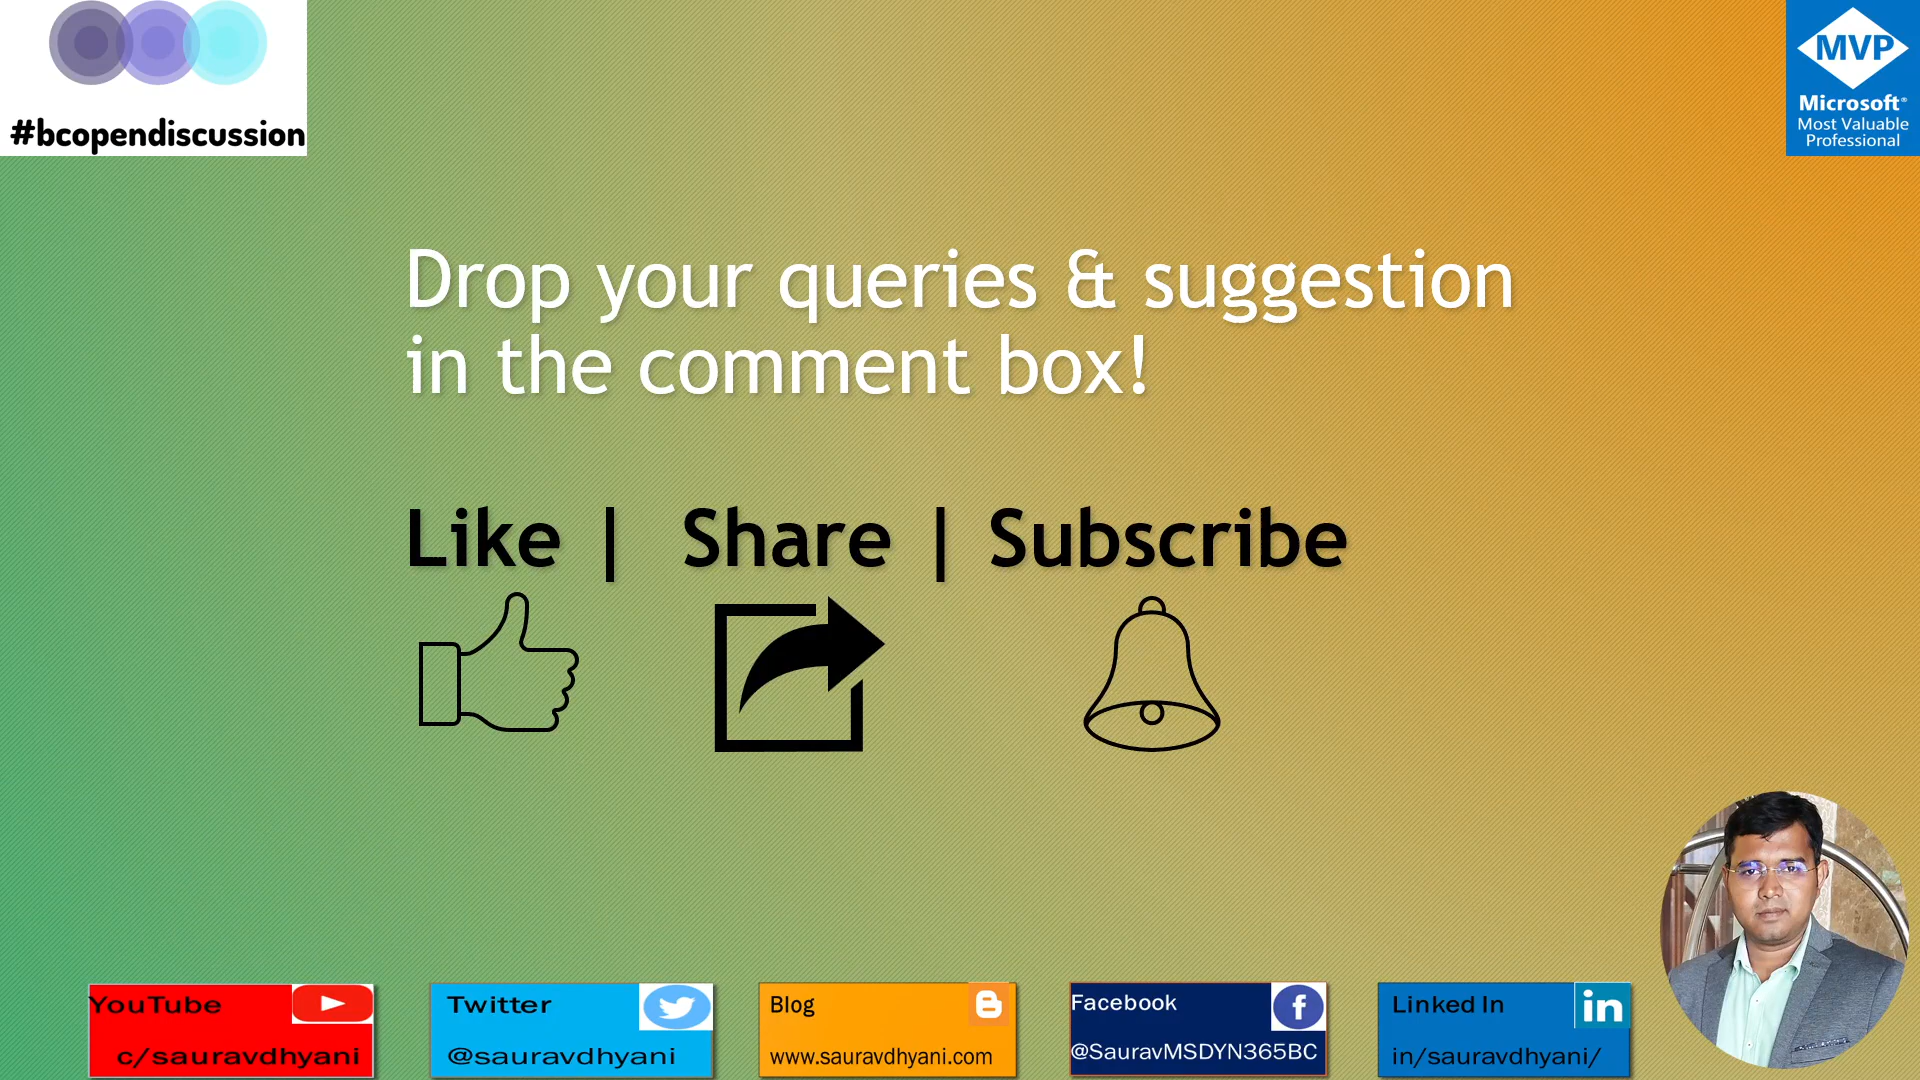 #bcopendiscussion
MVP
Microsoft®
Most Valuable
Professional
Drop your queries & suggestion
in the comment box!
Like | Share | Subscribe
YouTube
c/sauravdhyani
Twitter
@sauravdhyani
Blog
www.sauravdhyani.com
Facebook
f
@SauravMSDYN365BC
Linked In
in
in/sauravdhyani/